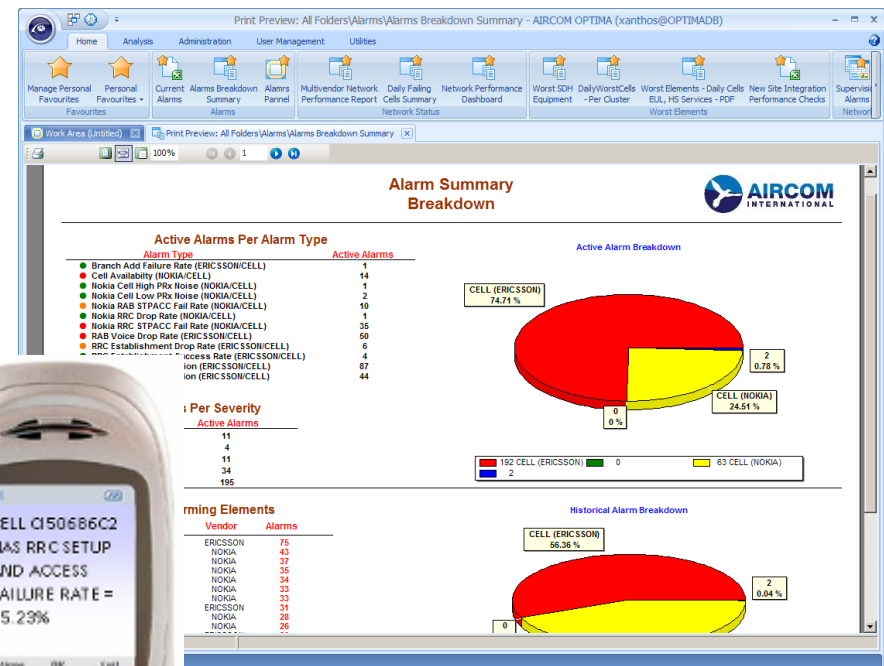 Print Preview: All Folders\Alarms\Alarms Breakdown Summary - AIRCOM OPTIMA (xanthos@OPTIMADB)
Home Analysis Administration User Management Utilities
Manage Personal Favourites
Personal Favourites
Current Alarms
Alarms Breakdown Summary
Alamrs Pannel
Multivendor Network Performance Report
Daily Failing Cells Summary
Network Performance Dashboard
Worst SDH Equipment
DailyWorstCells - Per Cluster
Worst Elements - Daily Cells EUL, HS Services - PDF
New Site Integration Performance Checks
Alarms
Favourites Alarms Network Status Worst Elements
Work Area (Untitled) Print Preview: All Folders\Alarms\Alarms Breakdown Summary
100% 1
Alarm Summary
Breakdown
AIRCOM
INTERNATIONAL
Active Alarms Per Alarm Type
Alarm Type Active Alarms
Branch Add Failure Rate (ERICSSON/CELL) 1
Cell Availabilty (NOKIA/CELL) 14
Nokia Cell High PRx Noise (NOKIA/CELL) 1
Nokia Cell Low PRx Noise (NOKIA/CELL) 2
Nokia RAB STPACC Fail Rate (NOKIA/CELL) 10
Nokia RRC Drop Rate (NOKIA/CELL) 1
Nokia RRC STPACC Fail Rate (NOKIA/CELL) 35
RAB Voice Drop Rate (ERICSSON/CELL) 50
RRC Establishment Drop Rate (ERICSSON/CELL) 6
Rate (ERICSSON/CELL) 4
(ERICSSON/CELL) 87
(ERICSSON/CELL) 44
Active Alarm Breakdown
CELL (ERICSSON)
74.71 %
2
0.78 %
CELL (NOKIA)
24.51 %
0
0 %
192 CELL (ERICSSON) 0 63 CELL (NOKIA)
2
Per Severity
Active Alarms
11
4
11
34
195
Elements
Vendor Alarms
ERICSSON 75
NOKIA 43
NOKIA 37
NOKIA 35
NOKIA 34
NOKIA 33
NOKIA 33
ERICSSON 31
NOKIA 28
NOKIA 26
Historical Alarm Breakdown
CELL (ERICSSON)
56.36 %
2
0.04 %
0
CI50686C2
RRC SETUP
ACCESS
RATE =
5.23%
OK